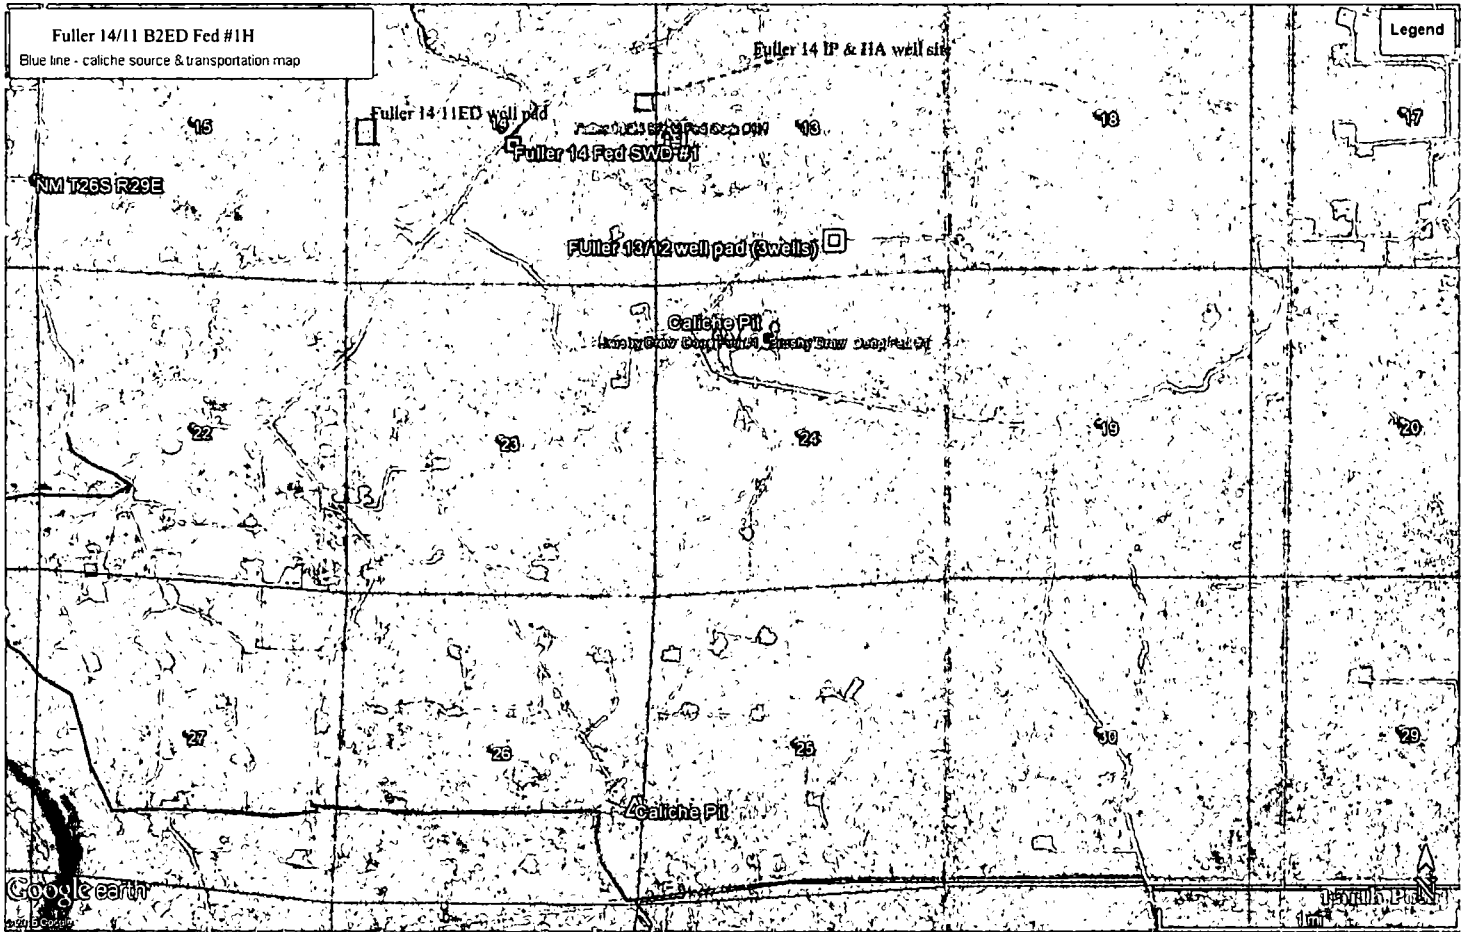 Fuller 14/11 B2ED Fed #1H
Blue line - caliche source & transportation map
Legend
Fuller 14 IP & HA well site
Fuller 14 11ED well pad
15
13
18
17
Fuller 14 Fed SWD #1
NM T26S R29E
FUller 13/12 well pad (3wells)
Caliche Pit
22
23
24
19
20
27
26
25
30
29
Caliche Pit
Google earth
1 mi
N